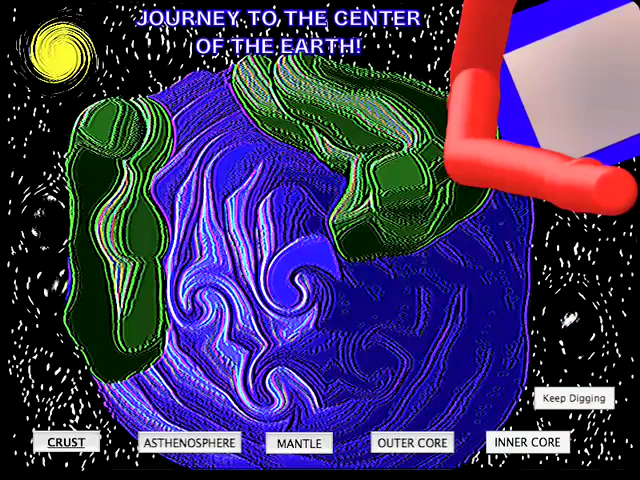 JOURNEY TO THE CENTER
OF THE EARTH!
Keep Digging
CRUST
ASTHENOSPHERE
MANTLE
OUTER CORE
INNER CORE